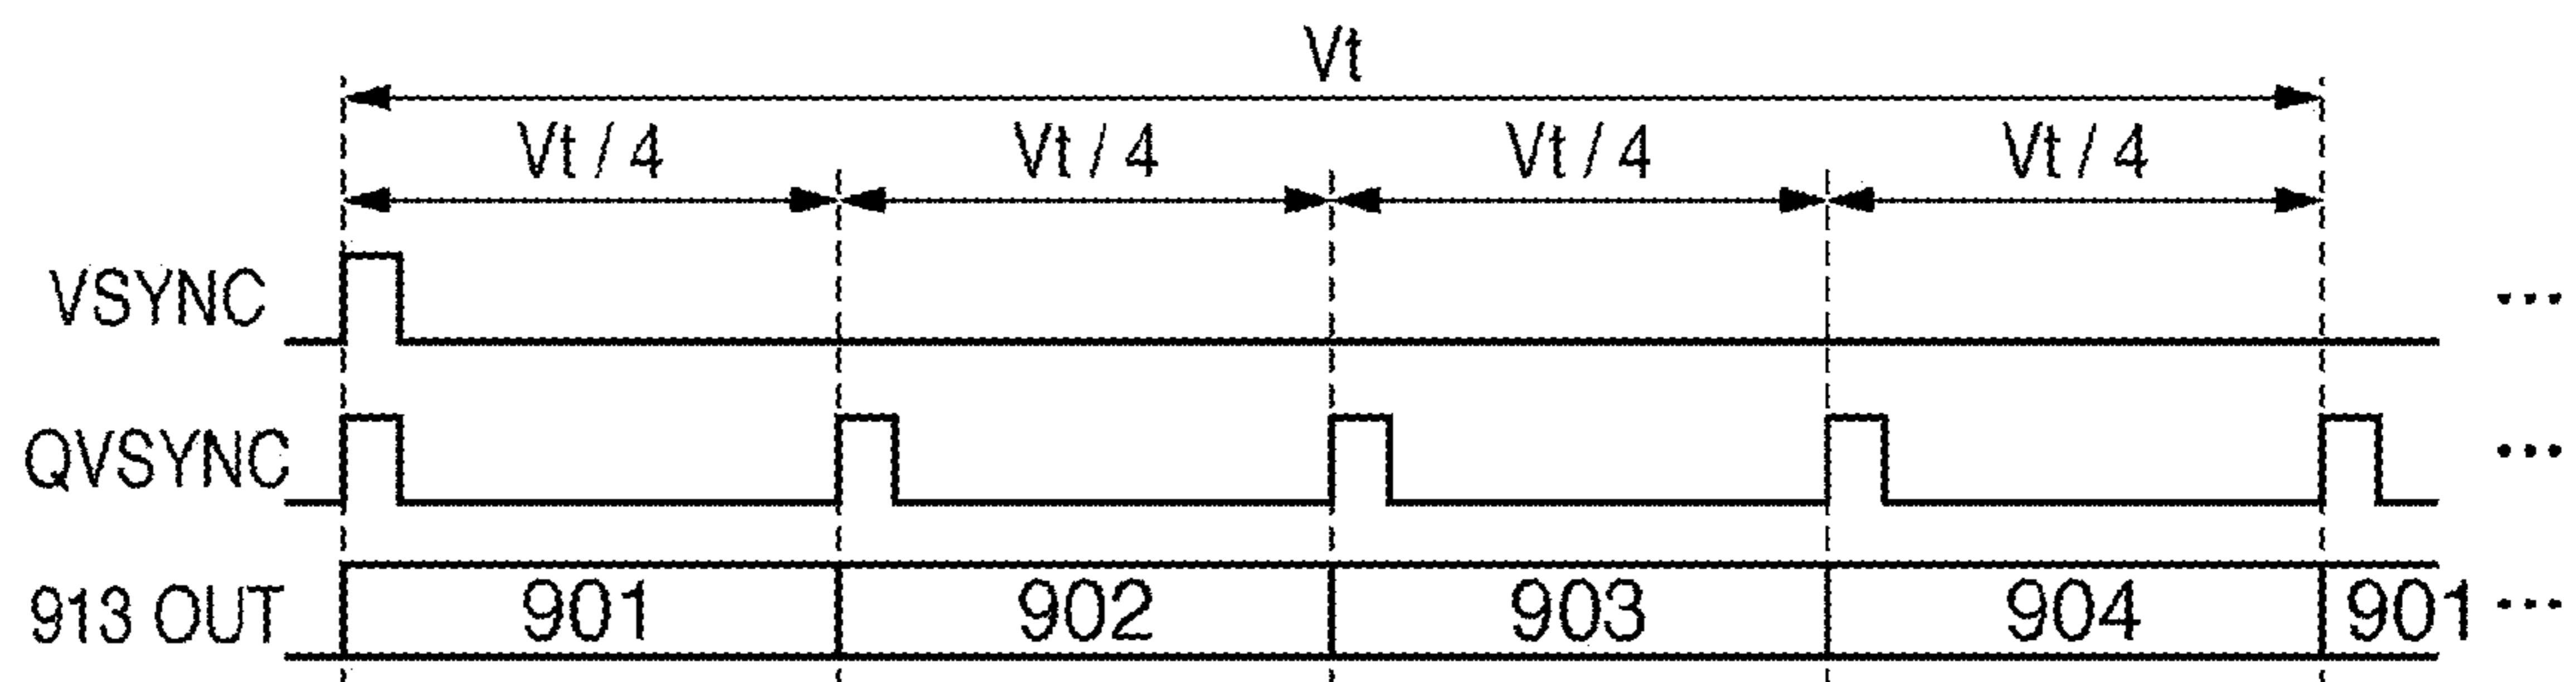 Vt
Vt / 4 Vt / 4 Vt / 4 Vt / 4
VSYNC ...
QVSYNC ...
913 OUT 901 902 903 904 901 ...